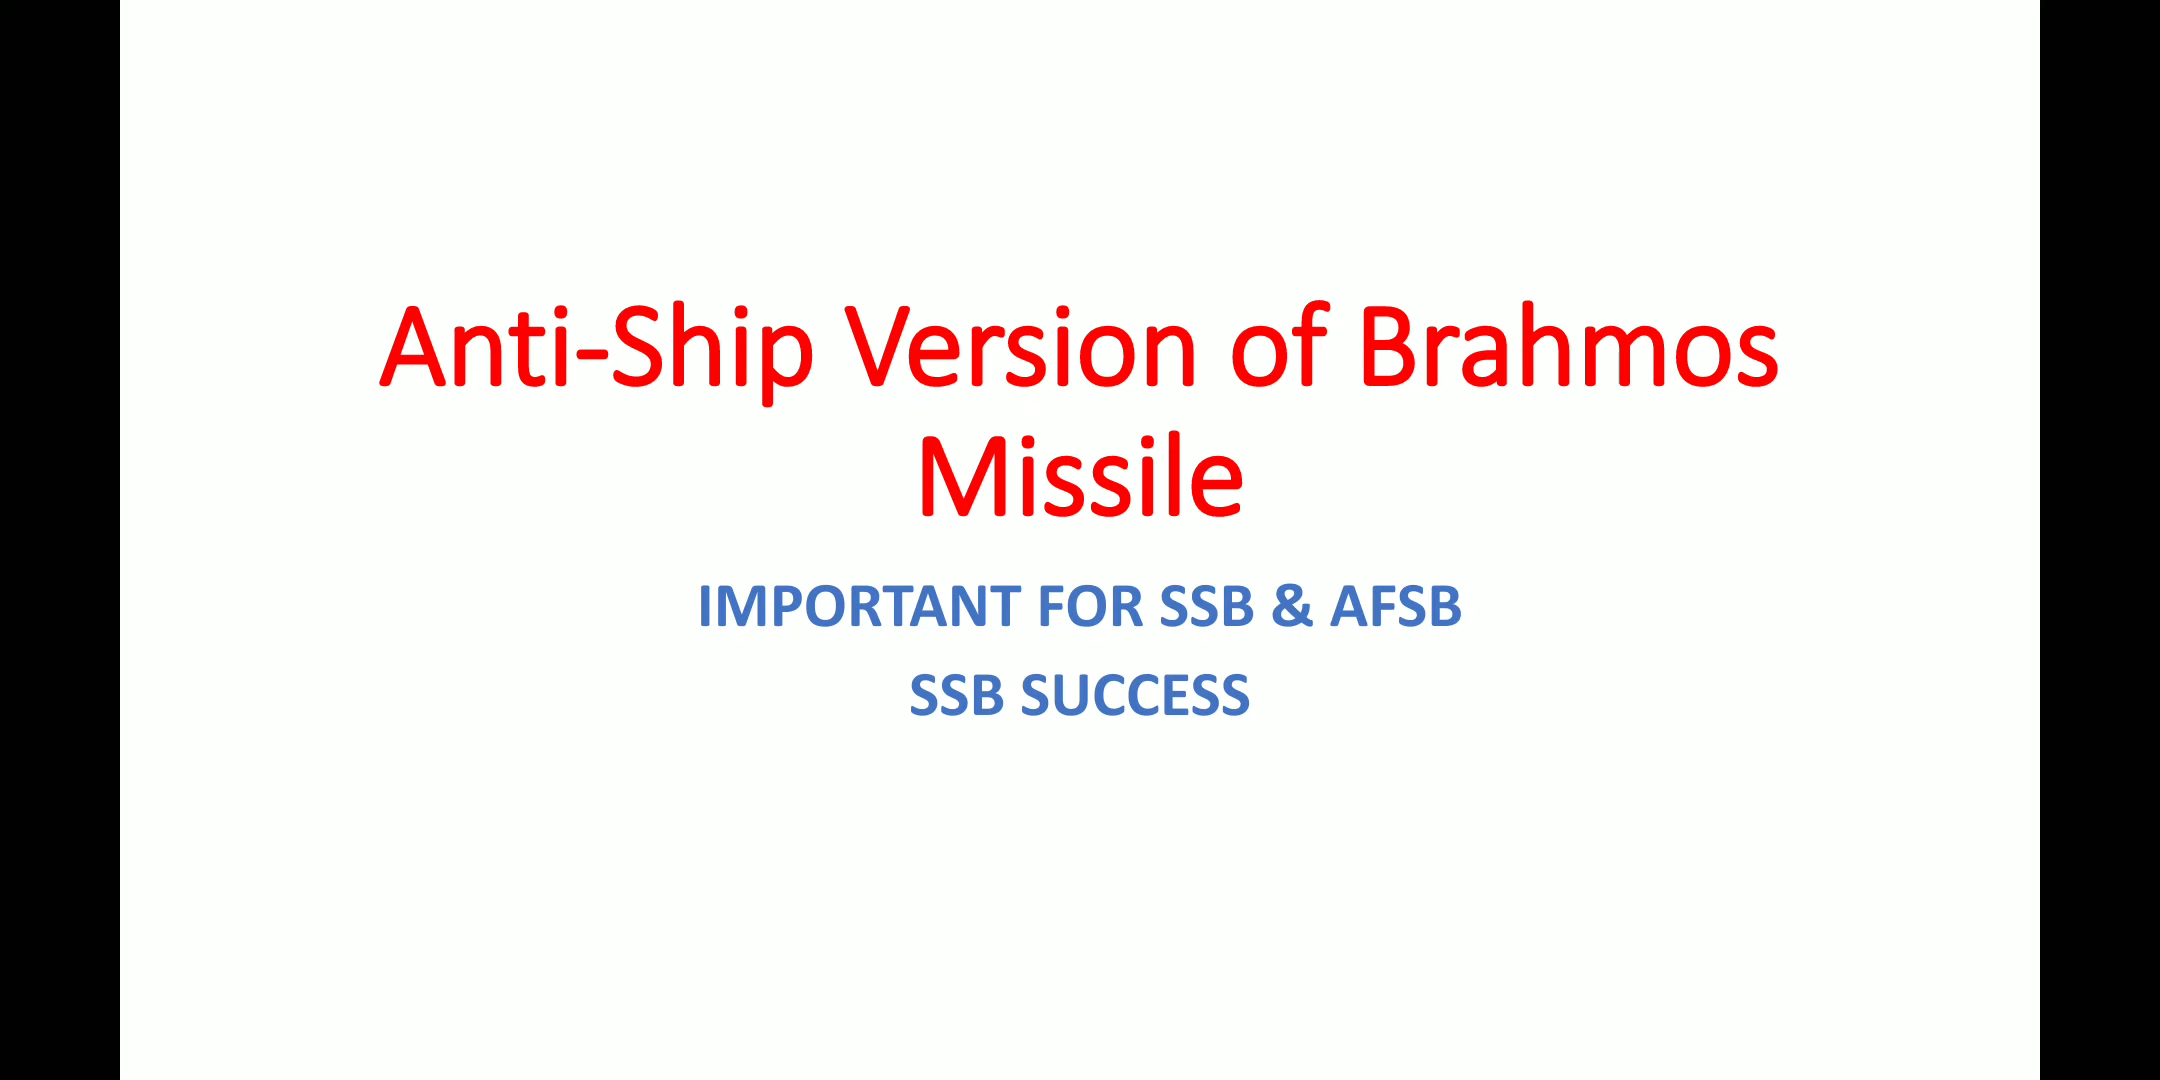 Anti-Ship Version of Brahmos
Missile
IMPORTANT FOR SSB & AFSB
SSB SUCCESS